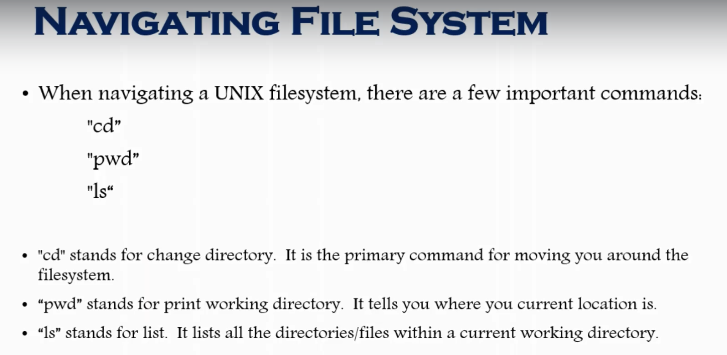 NAVIGATING FILE SYSTEM
• When navigating a UNIX filesystem, there are a few important commands:
"cd”
"pwd”
"ls“
• "cd" stands for change directory.  It is the primary command for moving you around the
filesystem.
• “pwd” stands for print working directory.  It tells you where you current location is.
• “ls” stands for list.  It lists all the directories/files within a current working directory.